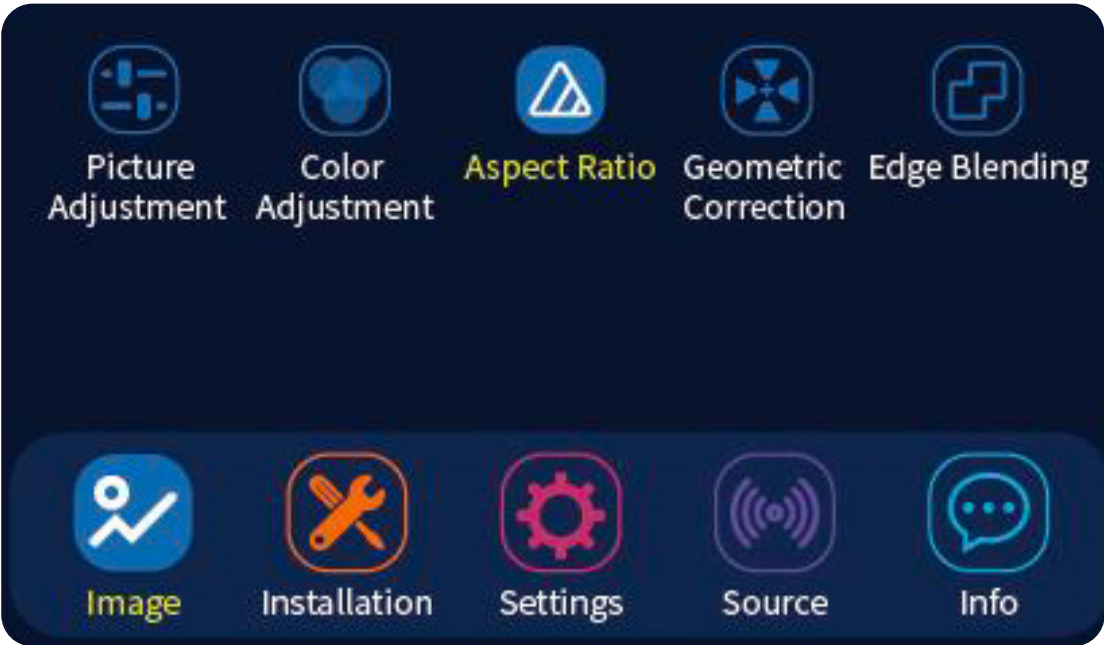 Picture
Adjustment
Color
Adjustment
Aspect Ratio
Geometric
Correction
Edge Blending
Image
Installation
Settings
Source
Info